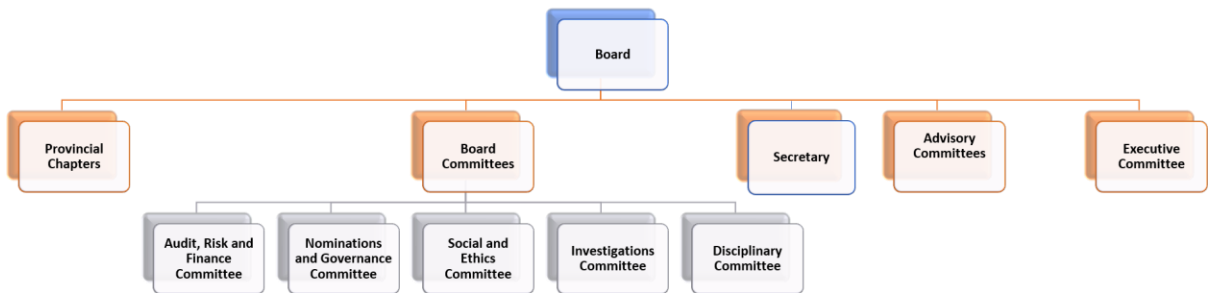 Board
Provincial
Chapters
Board
Committees
Secretary
Advisory
Committees
Executive
Committee
Audit, Risk and
Finance
Committee
Nominations
and Governance
Committee
Social and
Ethics
Committee
Investigations
Committee
Disciplinary
Committee